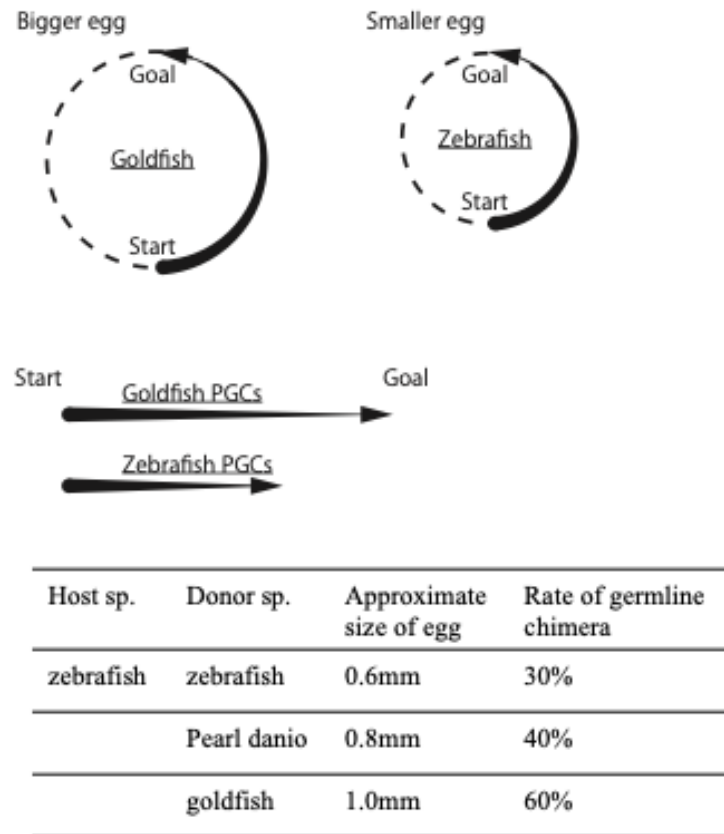 Bigger egg
Smaller egg
Goal
Goldfish
Start
Goal
Zebrafish
Start
Start
Goldfish PGCs
Goal
Zebrafish PGCs
Host sp. Donor sp. Approximate size of egg Rate of germline chimera
zebrafish zebrafish 0.6mm 30%
Pearl danio 0.8mm 40%
goldfish 1.0mm 60%